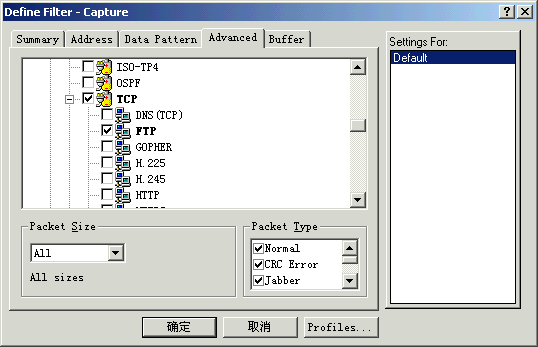 Define Filter - Capture
Summary
Address
Data Pattern
Advanced
Buffer
Settings For:
Default
ISO-TP4
OSPF
TCP
DNS(TCP)
FTP
GOPHER
H.225
H.245
HTTP
Packet Size
All
All sizes
Packet Type
Normal
CRC Error
Jabber
确定
取消
Profiles...